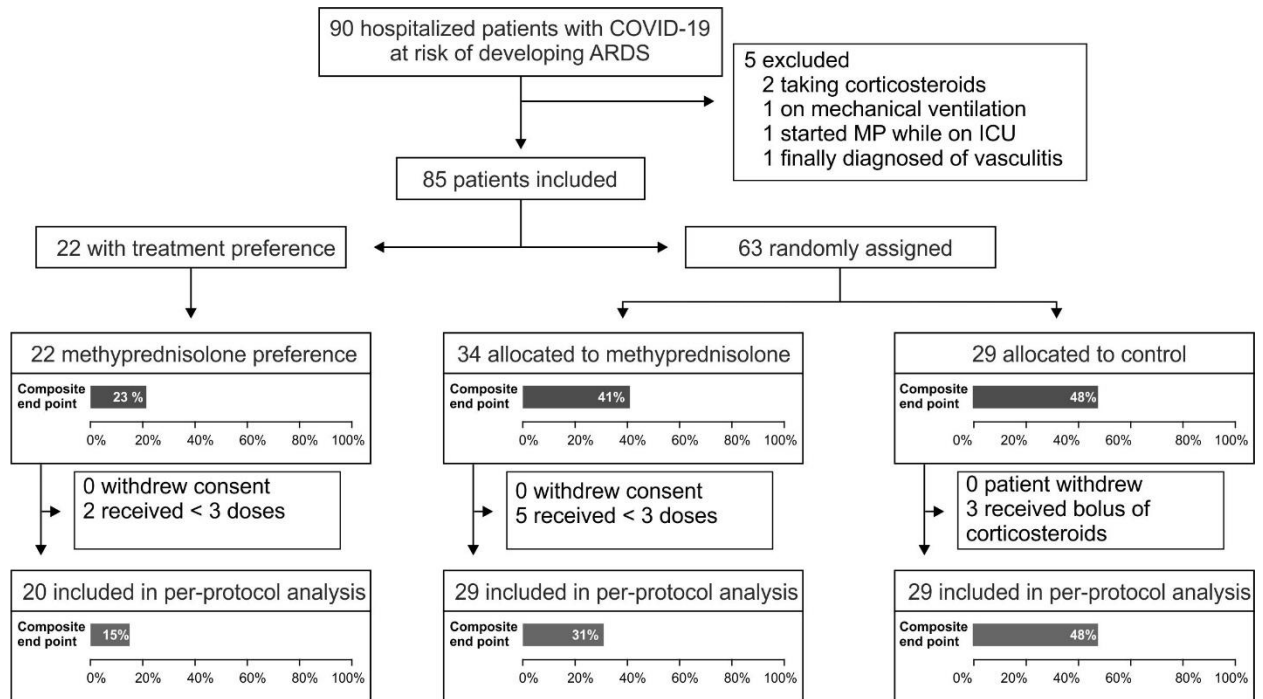 90 hospitalized patients with COVID-19
at risk of developing ARDS
5 excluded
2 taking corticosteroids
1 on mechanical ventilation
1 started MP while on ICU
1 finally diagnosed of vasculitis
85 patients included
22 with treatment preference
63 randomly assigned
22 methyprednisolone preference
Composite
end point
23 %
0% 20% 40% 60% 80% 100%
34 allocated to methyprednisolone
Composite
end point
41%
0% 20% 40% 60% 80% 100%
29 allocated to control
Composite
end point
48%
0% 20% 40% 60% 80% 100%
0 withdrew consent
2 received < 3 doses
0 withdrew consent
5 received < 3 doses
0 patient withdrew
3 received bolus of
corticosteroids
20 included in per-protocol analysis
Composite
end point
15%
0% 20% 40% 60% 80% 100%
29 included in per-protocol analysis
Composite
end point
31%
0% 20% 40% 60% 80% 100%
29 included in per-protocol analysis
Composite
end point
48%
0% 20% 40% 60% 80% 100%